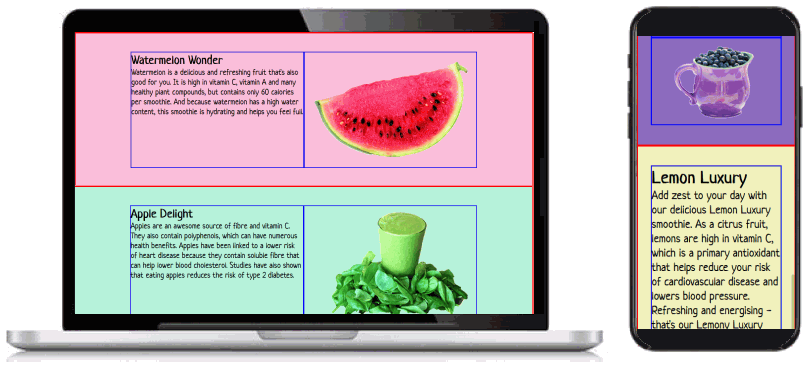 Watermelon Wonder
Watermelon is a delicious and refreshing fruit that's also
good for you. It is high in vitamin C, vitamin A and many
healthy plant compounds, but contains only 60 calories
per smoothie. And because watermelon has a high water
content, this smoothie is hydrating and helps you feel full.
Apple Delight
Apples are an awesome source of fibre and vitamin C.
They also contain polyphenols, which can have numerous
health benefits. Apples have been linked to a lower risk
of heart disease because they contain soluble fibre that
can help lower blood cholesterol. Studies have also shown
that eating apples reduces the risk of type 2 diabetes.
Lemon Luxury
Add zest to your day with
our delicious Lemon Luxury
smoothie. As a citrus fruit,
lemons are high in vitamin C,
which is a primary antioxidant
that helps reduce your risk
of cardiovascular disease and
lowers blood pressure.
Refreshing and energising –
that's our Lemony Luxury